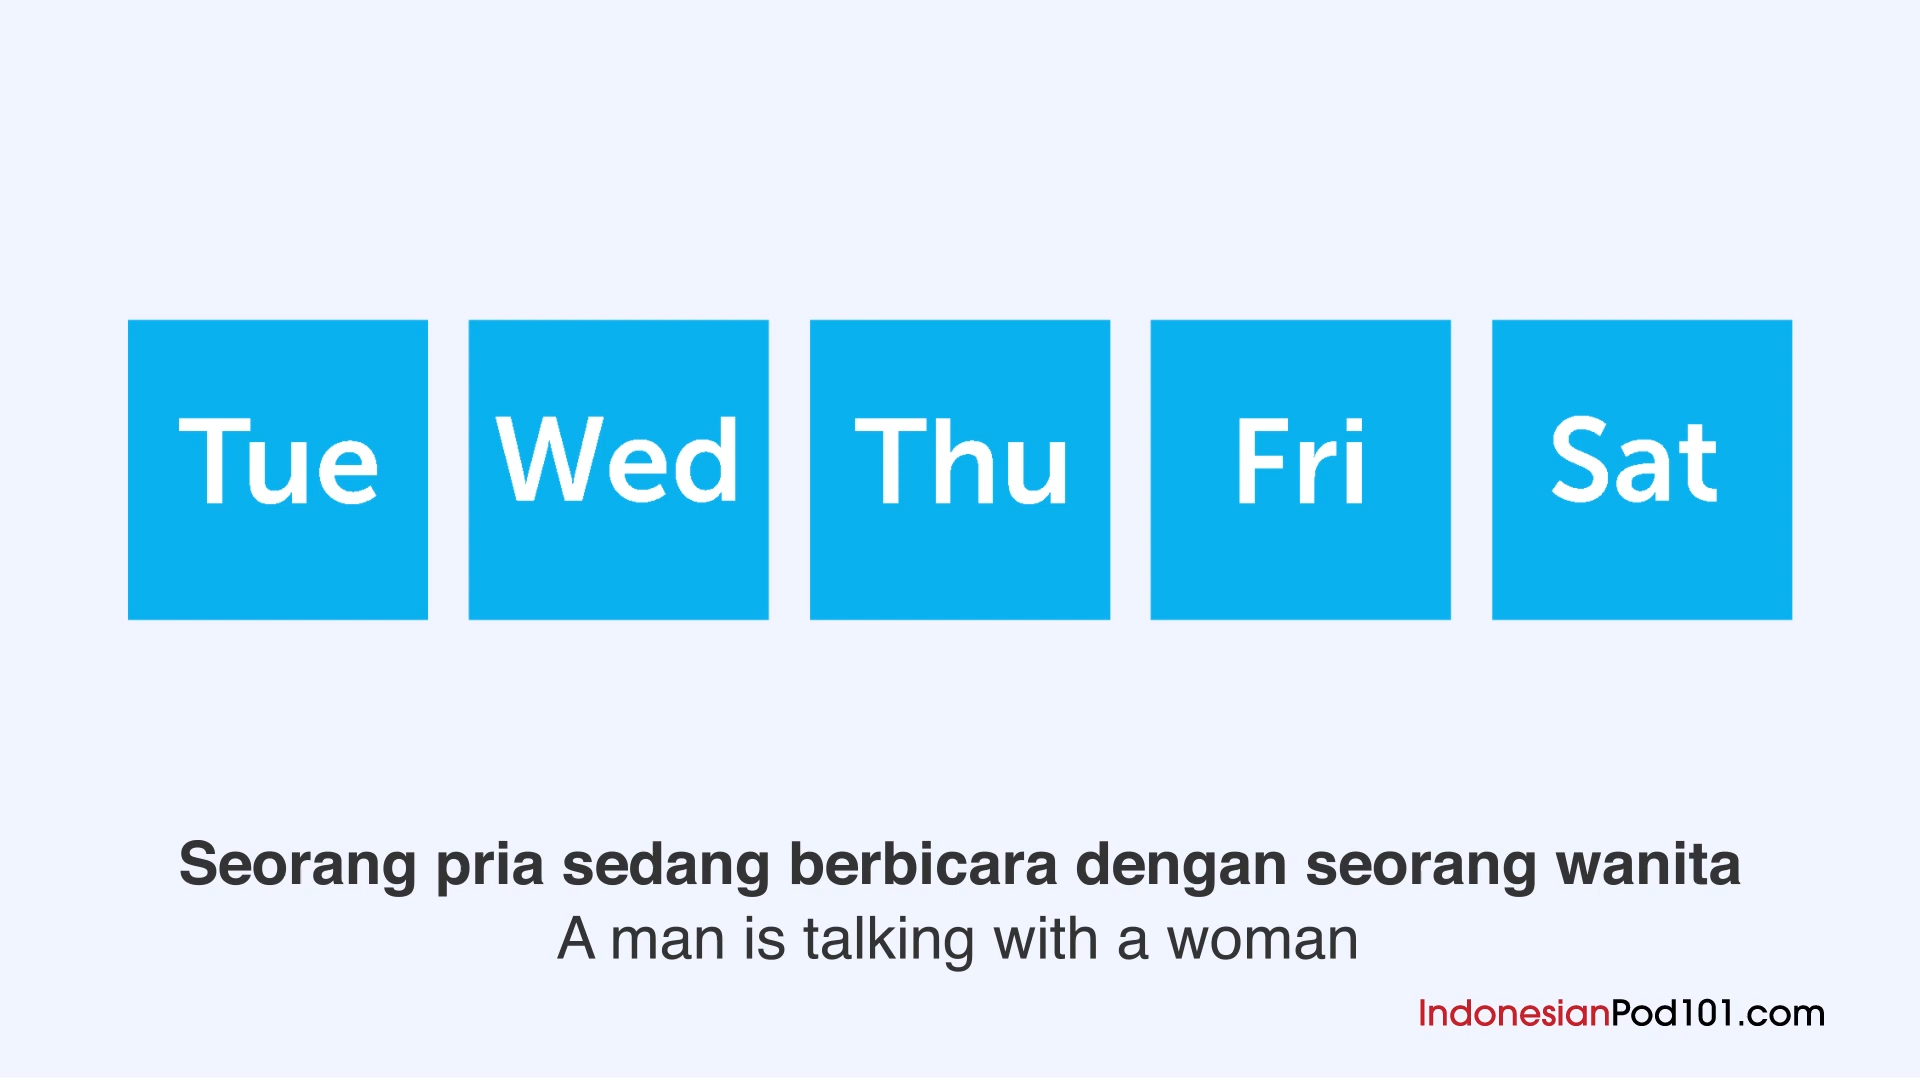 Tue Wed Thu Fri Sat
Seorang pria sedang berbicara dengan seorang wanita
A man is talking with a woman
IndonesianPod101.com